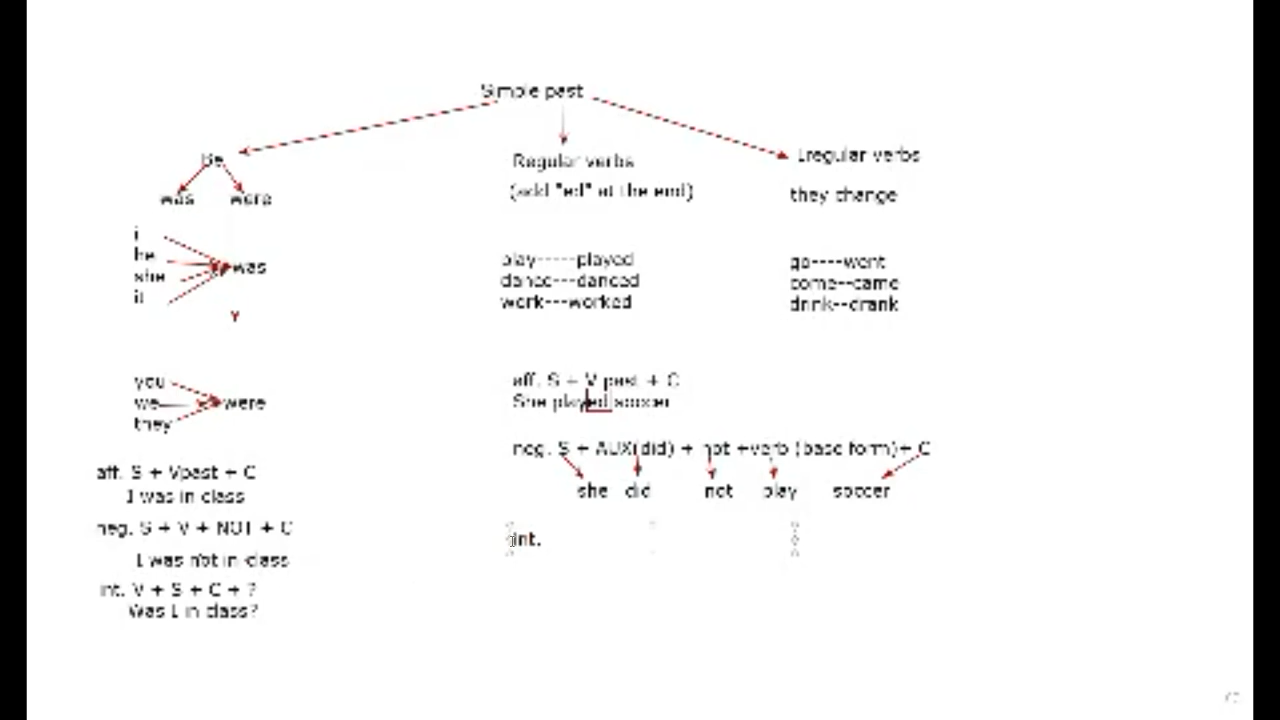 Simple past
Be
was were
i
he
she
it
was
Y
you
we
they
were
aff. S + Vpast + C
I was in class
neg. S + V + NOT + C
I was not in class
int. V + S + C + ?
Was I in class?
Regular verbs
(add "ed" at the end)
play-----played
dance---danced
work---worked
aff. S + V past + C
She played soccer
neg. S + AUX(did) + not +verb (base form)+ C
she did not play soccer
int.
Iregular verbs
they change
go----went
come--came
drink--drank